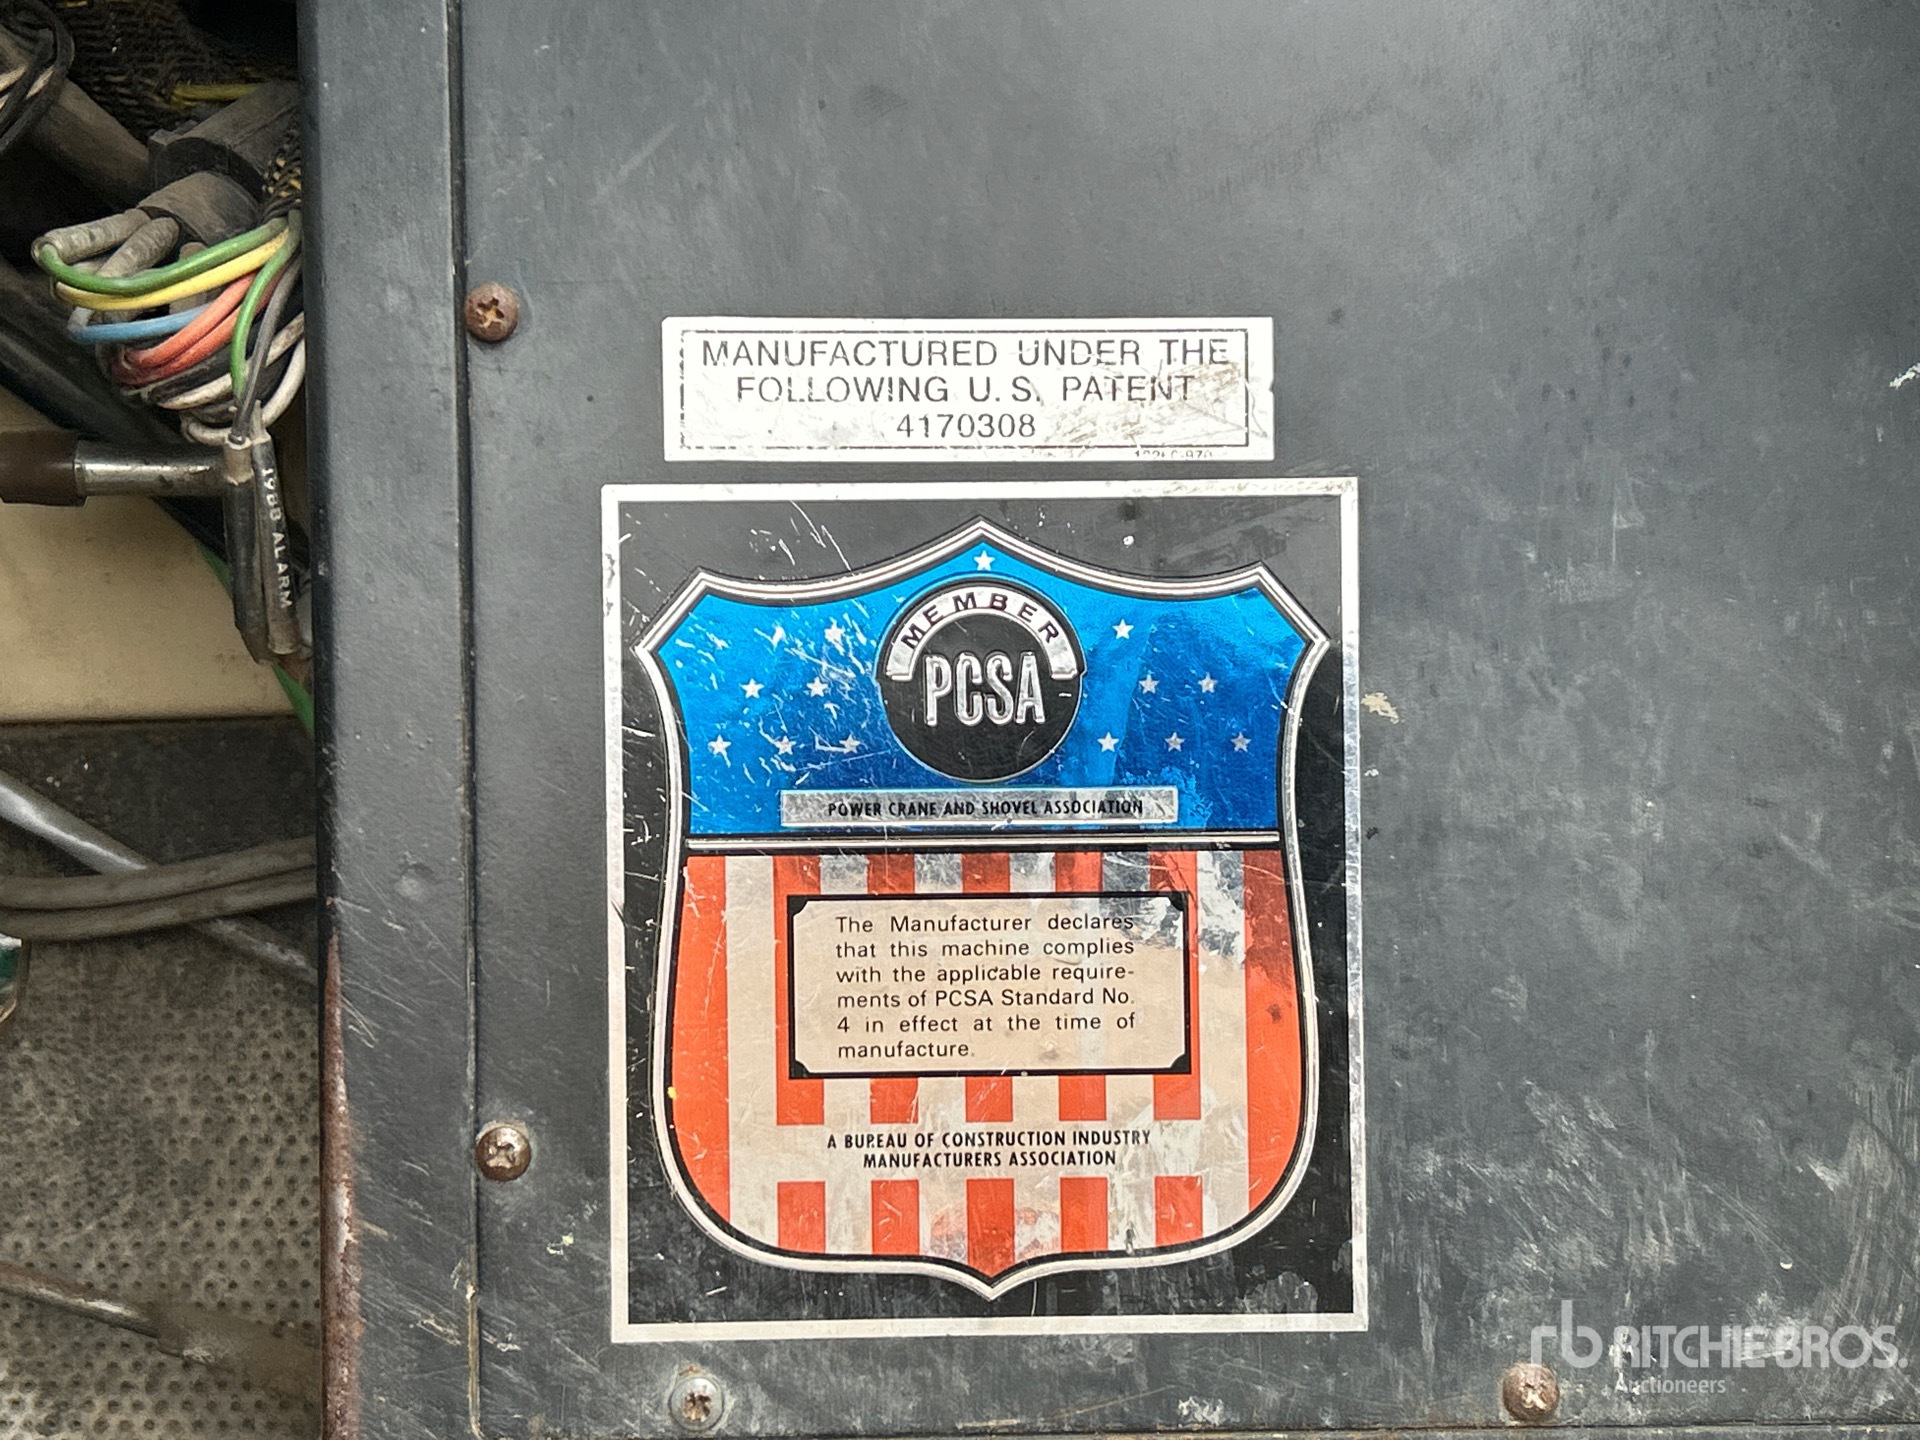 MANUFACTURED UNDER THE
FOLLOWING U.S. PATENT
4170308
1988 ALARM
MEMBER
PCSA
POWER CRANE AND SHOVEL ASSOCIATION
The Manufacturer declares
that this machine complies
with the applicable require-
ments of PCSA Standard No.
4 in effect at the time of
manufacture.
A BUREAU OF CONSTRUCTION INDUSTRY
MANUFACTURERS ASSOCIATION
rb RITCHIE BROS.
Auctioneers